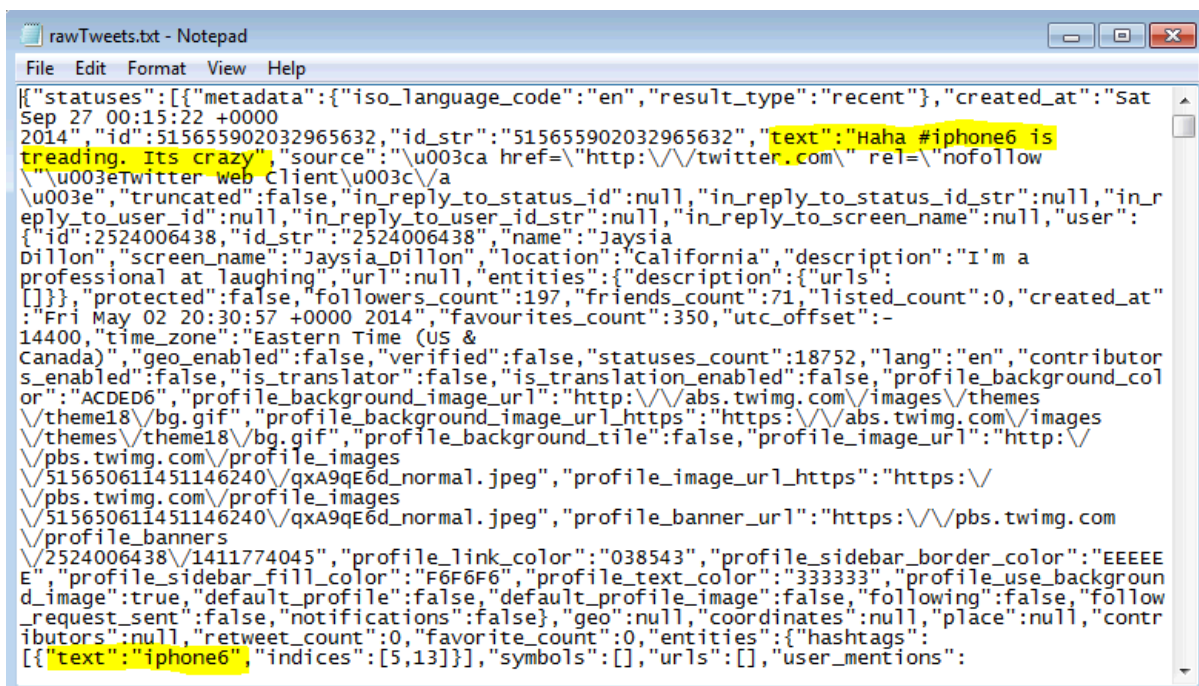 rawTweets.txt - Notepad
File Edit Format View Help
{"statuses":[{"metadata":{"iso_language_code":"en","result_type":"recent"},"created_at":"Sat
Sep 27 00:15:22 +0000
2014","id":515655902032965632,"id_str":"515655902032965632","text":"Haha #iphone6 is
treading. Its crazy","source":"\u003ca href=\"http:\/\/twitter.com\" rel=\"nofollow
\"\u003eTwitter Web Client\u003c\/a
\u003e","truncated":false,"in_reply_to_status_id":null,"in_reply_to_status_id_str":null,"in_r
eply_to_user_id":null,"in_reply_to_user_id_str":null,"in_reply_to_screen_name":null,"user":
{"id":2524006438,"id_str":"2524006438","name":"Jaysia
Dillon","screen_name":"Jaysia_Dillon","location":"California","description":"I'm a
professional at laughing","url":null,"entities":{"description":{"urls":
[]}},"protected":false,"followers_count":197,"friends_count":71,"listed_count":0,"created_at"
:"Fri May 02 20:30:57 +0000 2014","favourites_count":350,"utc_offset":-
14400,"time_zone":"Eastern Time (US &
Canada)","geo_enabled":false,"verified":false,"statuses_count":18752,"lang":"en","contributor
s_enabled":false,"is_translator":false,"is_translation_enabled":false,"profile_background_col
or":"ACDED6","profile_background_image_url":"http:\/\/abs.twimg.com\/images\/themes
\/theme18\/bg.gif","profile_background_image_url_https":"https:\/\/abs.twimg.com\/images
\/themes\/theme18\/bg.gif","profile_background_tile":false,"profile_image_url":"http:\/
\/pbs.twimg.com\/profile_images
\/515650611451146240\/qxA9qE6d_normal.jpeg","profile_image_url_https":"https:\/
\/pbs.twimg.com\/profile_images
\/515650611451146240\/qxA9qE6d_normal.jpeg","profile_banner_url":"https:\/\/pbs.twimg.com
\/profile_banners
\/2524006438\/1411774045","profile_link_color":"038543","profile_sidebar_border_color":"EEEEE
E","profile_sidebar_fill_color":"F6F6F6","profile_text_color":"333333","profile_use_backgroun
d_image":true,"default_profile":false,"default_profile_image":false,"following":false,"follow
_request_sent":false,"notifications":false},"geo":null,"coordinates":null,"place":null,"contr
ibutors":null,"retweet_count":0,"favorite_count":0,"entities":{"hashtags":
[{"text":"iphone6","indices":[5,13]}],"symbols":[],"urls":[],"user_mentions":